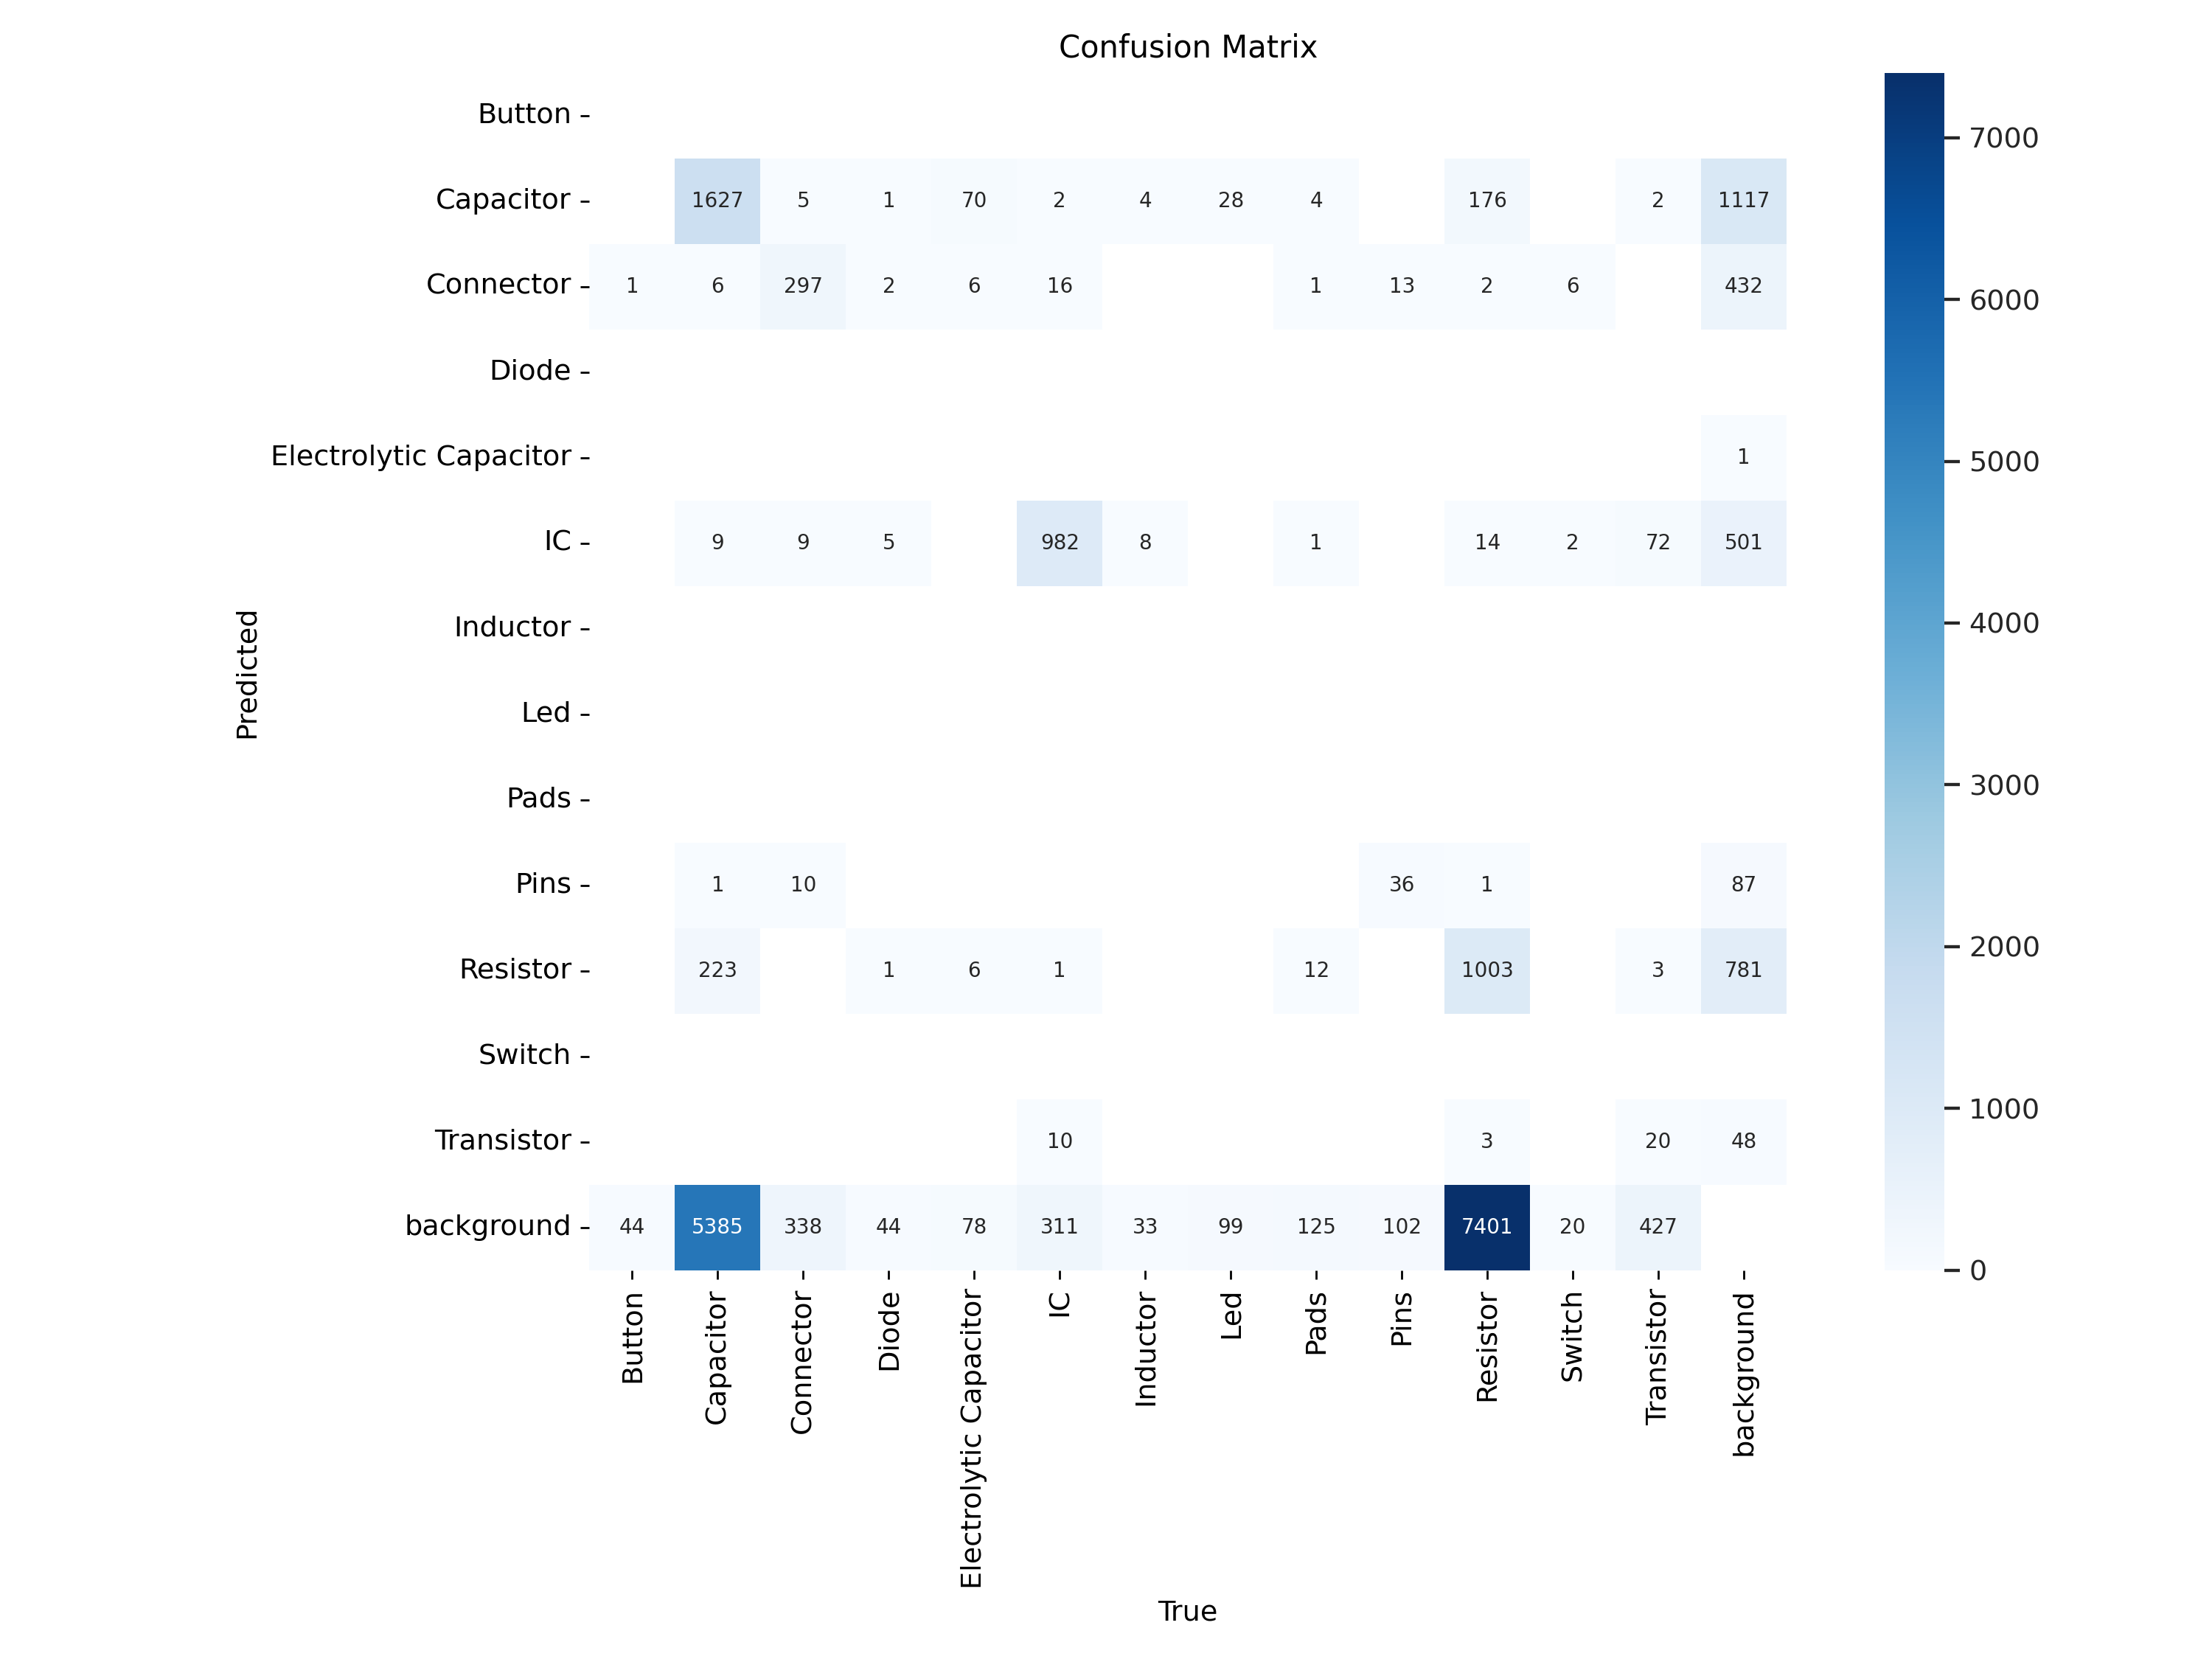 Confusion Matrix
Button
Capacitor 1627 5 1 70 2 4 28 4 176 2 1117
Connector 1 6 297 2 6 16 1 13 2 6 432
Diode
Electrolytic Capacitor 1
IC 9 9 5 982 8 1 14 2 72 501
Inductor
Led
Pads
Pins 1 10 36 1 87
Resistor 223 1 6 1 12 1003 3 781
Switch
Transistor 10 3 20 48
background 44 5385 338 44 78 311 33 99 125 102 7401 20 427
Predicted
Button Capacitor Connector Diode Electrolytic Capacitor IC Inductor Led Pads Pins Resistor Switch Transistor background
True
7000
6000
5000
4000
3000
2000
1000
0